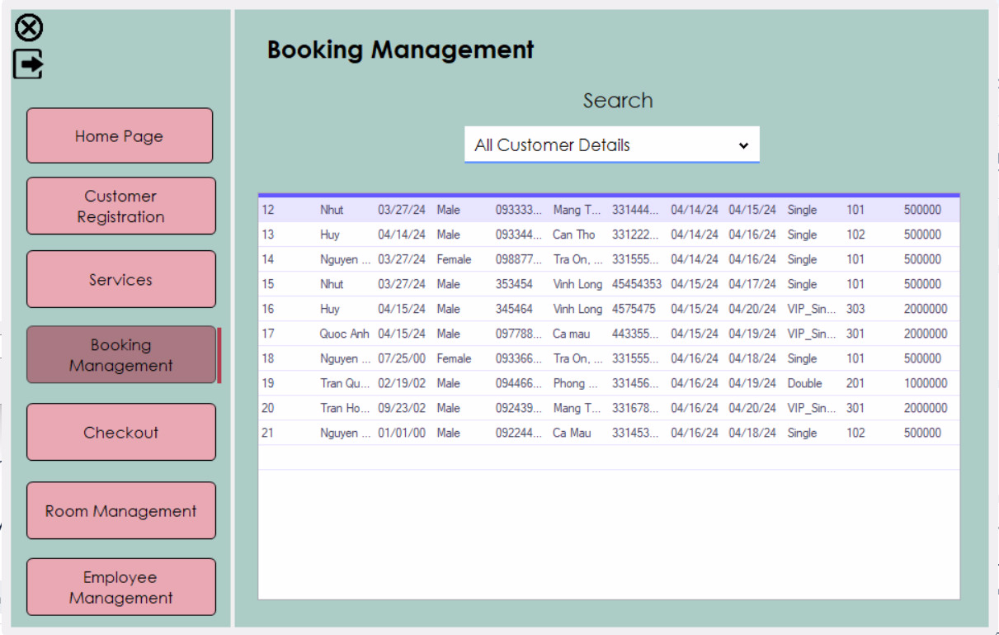 Booking Management
Search
All Customer Details
Home Page
Customer
Registration
Services
Booking
Management
Checkout
Room Management
Employee
Management
12 Nhut 03/27/24 Male 093333... Mang T... 331444... 04/14/24 04/15/24 Single 101 500000
13 Huy 04/14/24 Male 093344... Can Tho 331222... 04/14/24 04/16/24 Single 102 500000
14 Nguyen ... 03/27/24 Female 098877... Tra On, ... 331555... 04/14/24 04/16/24 Single 101 500000
15 Nhut 03/27/24 Male 353454 Vinh Long 45454353 04/15/24 04/17/24 Single 101 500000
16 Huy 04/15/24 Male 345464 Vinh Long 4575475 04/15/24 04/20/24 VIP_Sin... 303 2000000
17 Quoc Anh 04/15/24 Male 097788... Ca mau 443355... 04/15/24 04/19/24 VIP_Sin... 301 2000000
18 Nguyen ... 07/25/00 Female 093366... Tra On, ... 331555... 04/16/24 04/18/24 Single 101 500000
19 Tran Qu... 02/19/02 Male 094466... Phong ... 331456... 04/16/24 04/19/24 Double 201 1000000
20 Tran Ho... 09/23/02 Male 092439... Mang T... 331678... 04/16/24 04/20/24 VIP_Sin... 301 2000000
21 Nguyen ... 01/01/00 Male 092244... Ca Mau 331453... 04/16/24 04/18/24 Single 102 500000